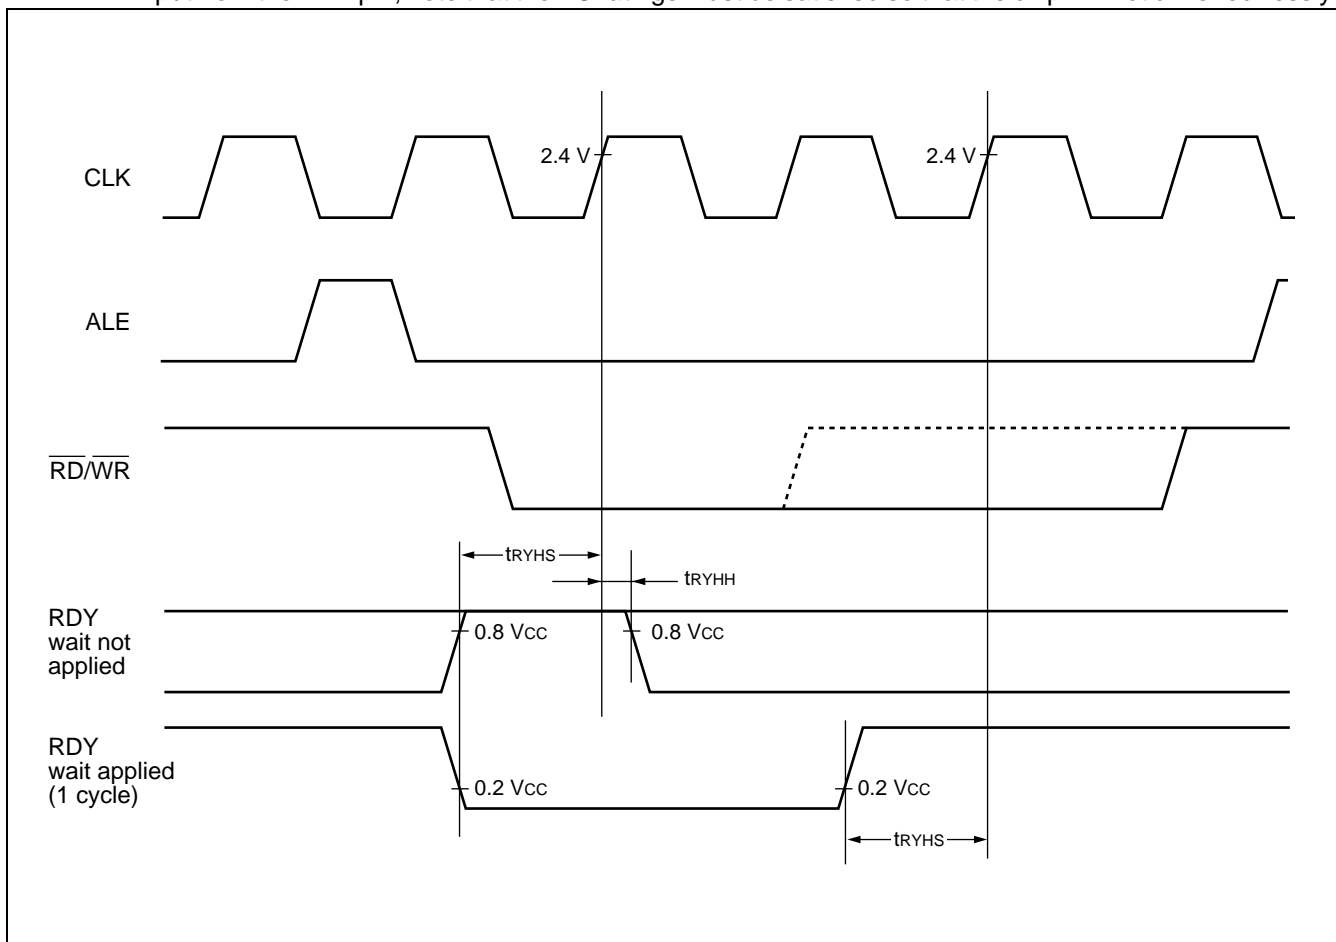 2.4 V
2.4 V
CLK
ALE
RD/WR
tRYHS
tRYHH
RDY
wait not
applied
0.8 VCC
0.8 VCC
RDY
wait applied
(1 cycle)
0.2 VCC
0.2 VCC
tRYHS